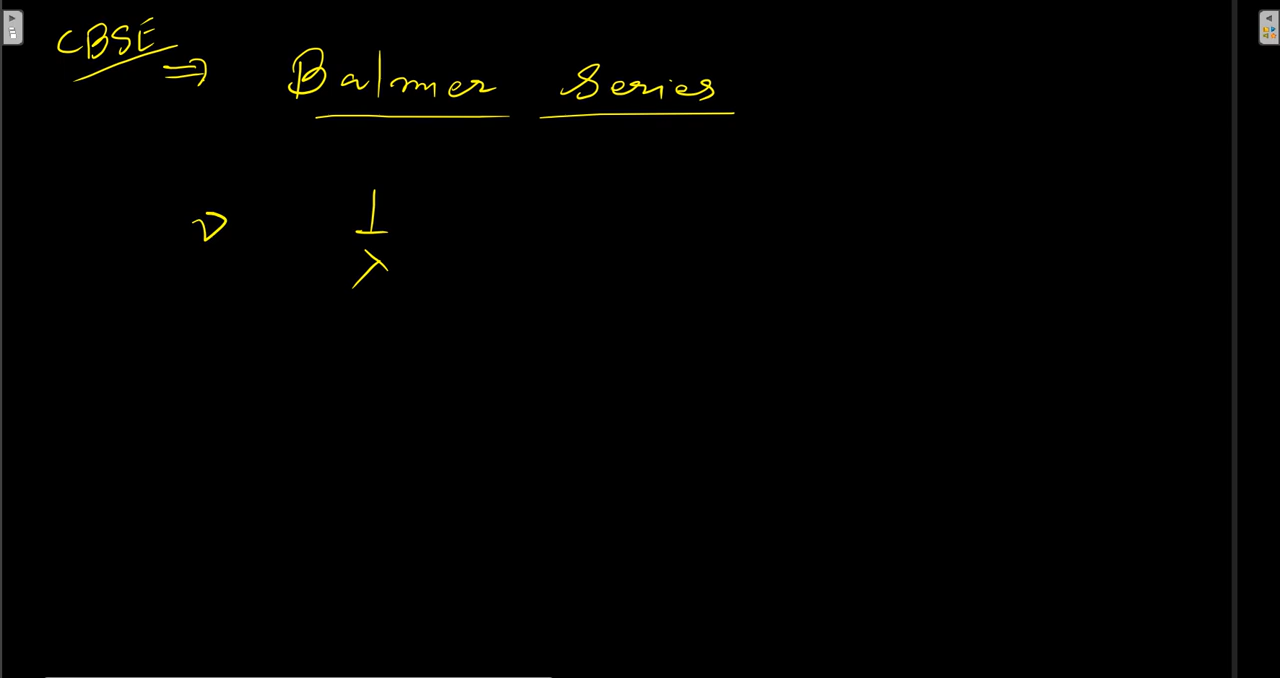 CBSE ⇒ Balmer Series
ν 1/λ